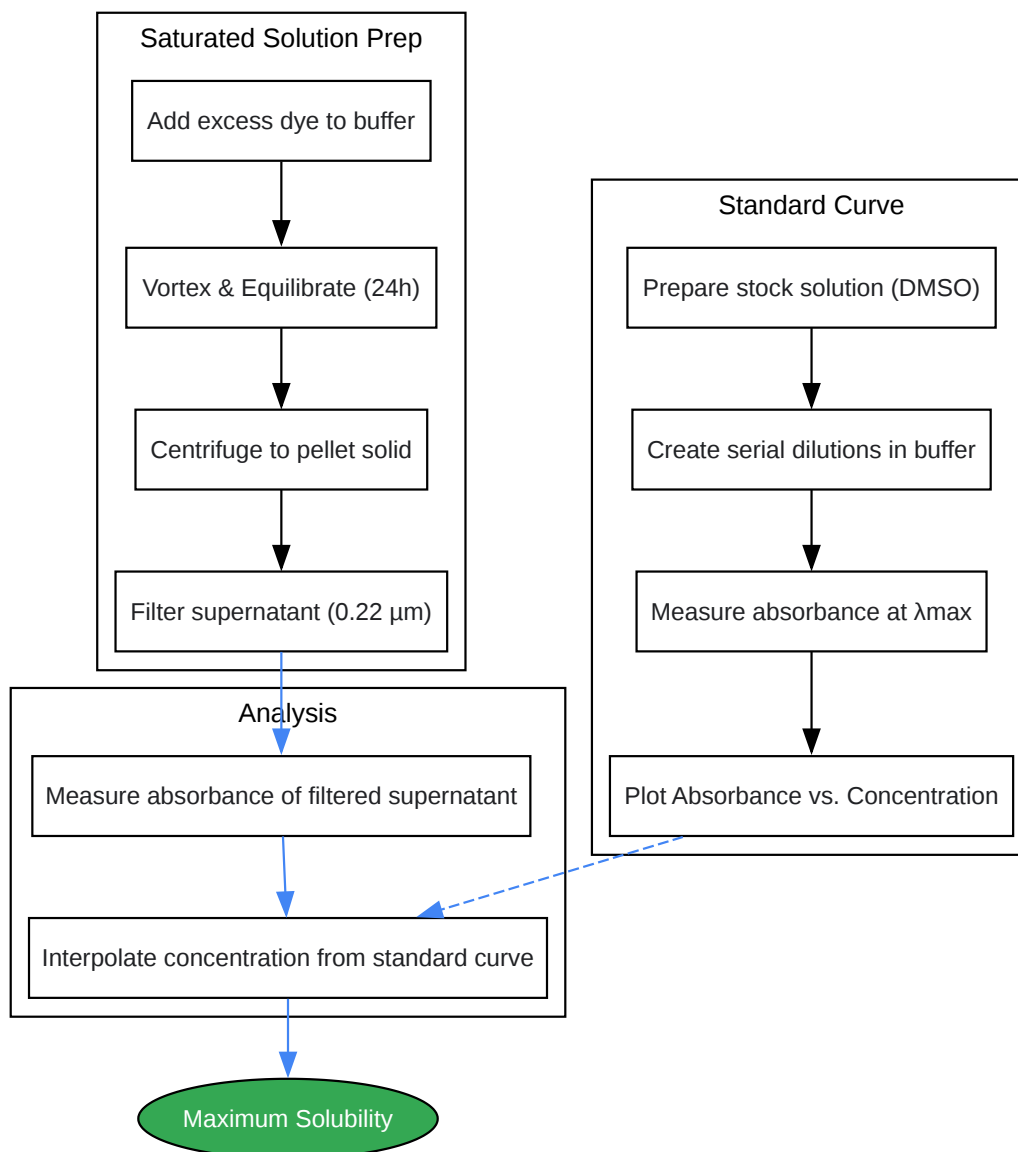 Saturated Solution Prep
Add excess dye to buffer
Vortex & Equilibrate (24h)
Centrifuge to pellet solid
Filter supernatant (0.22 µm)
Standard Curve
Prepare stock solution (DMSO)
Create serial dilutions in buffer
Measure absorbance at λmax
Plot Absorbance vs. Concentration
Analysis
Measure absorbance of filtered supernatant
Interpolate concentration from standard curve
Maximum Solubility